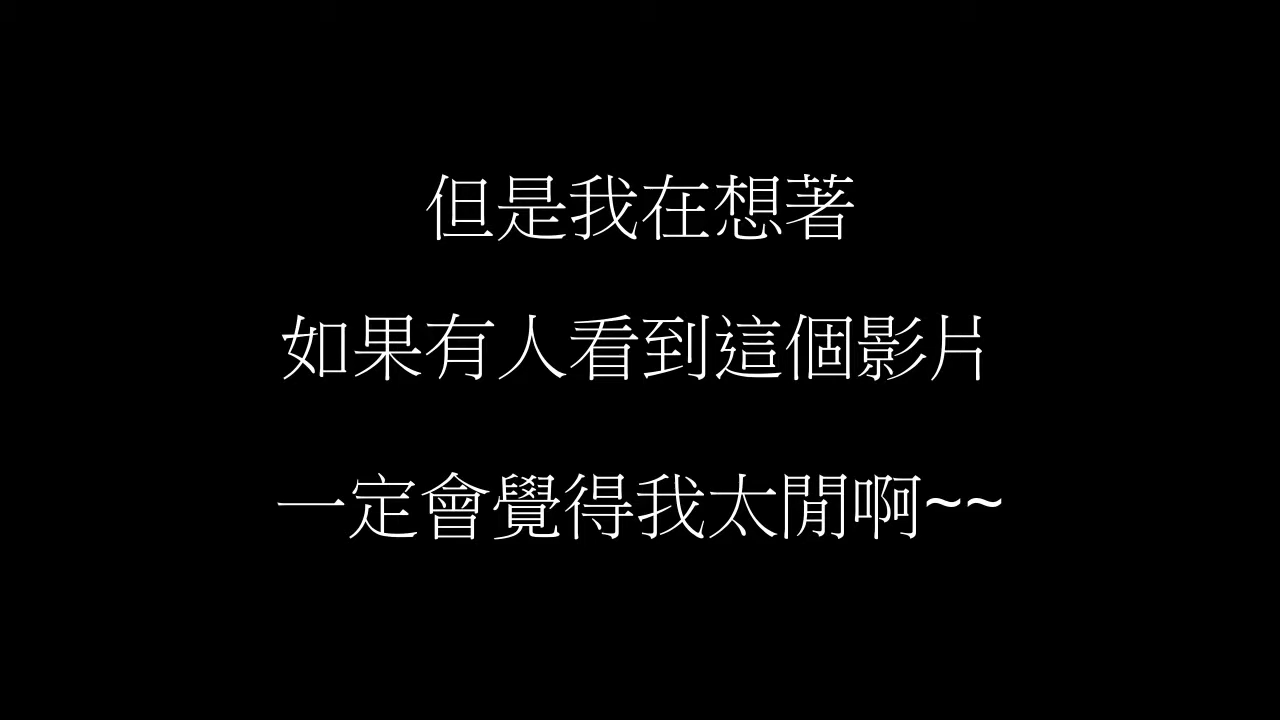 但是我在想著
如果有人看到這個影片
一定會覺得我太閒啊~~